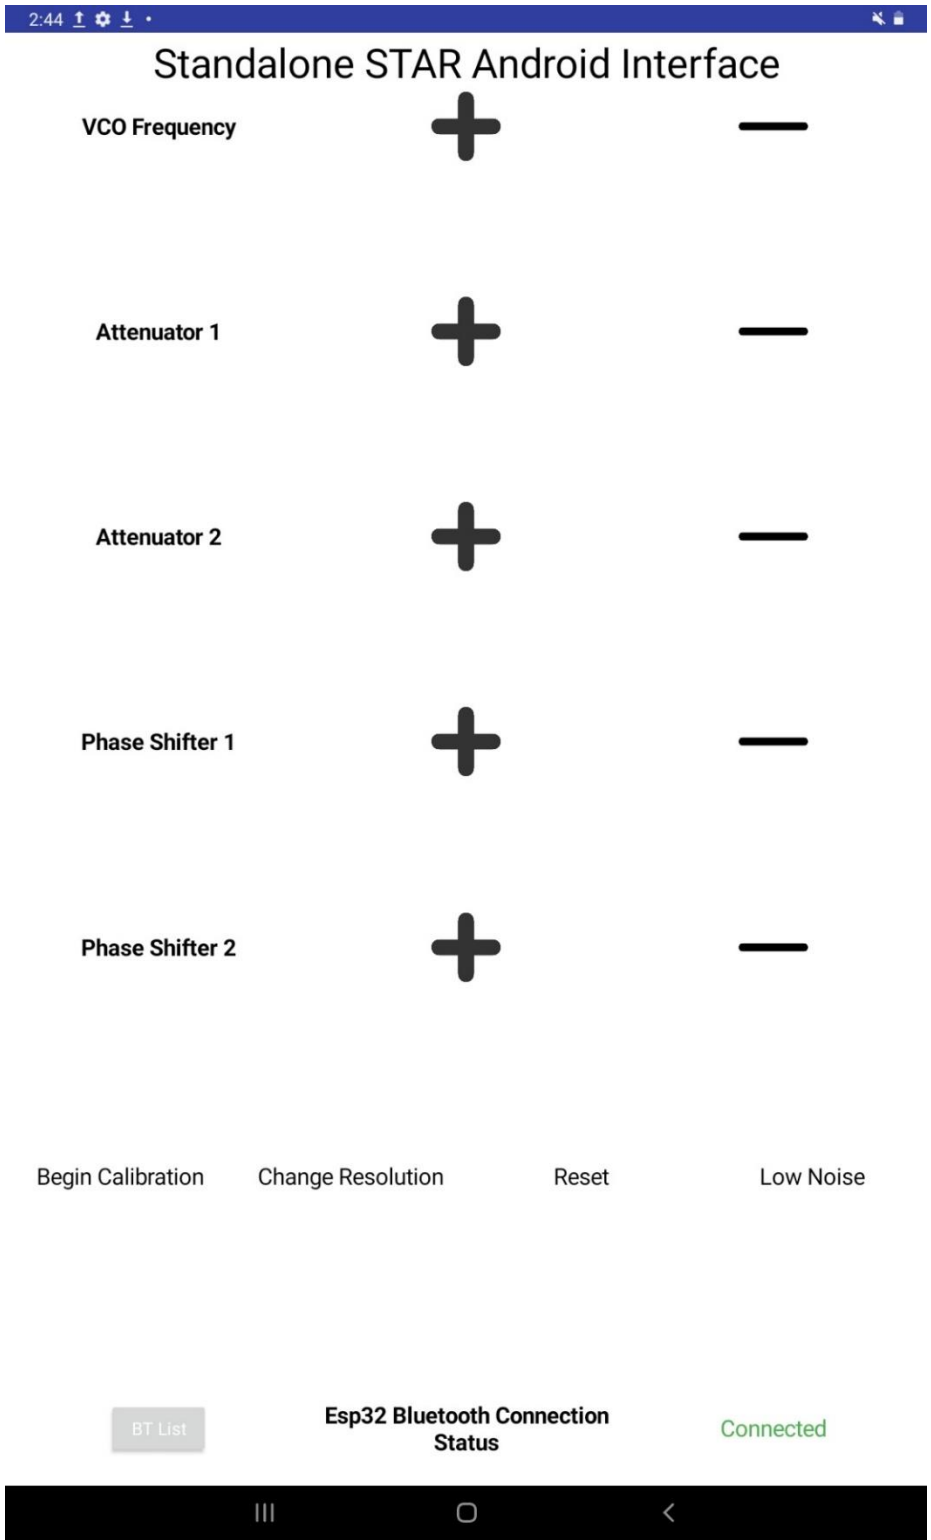 2:44
Standalone STAR Android Interface
VCO Frequency
Attenuator 1
Attenuator 2
Phase Shifter 1
Phase Shifter 2
Begin Calibration Change Resolution Reset Low Noise
BT List
Esp32 Bluetooth Connection
Status
Connected